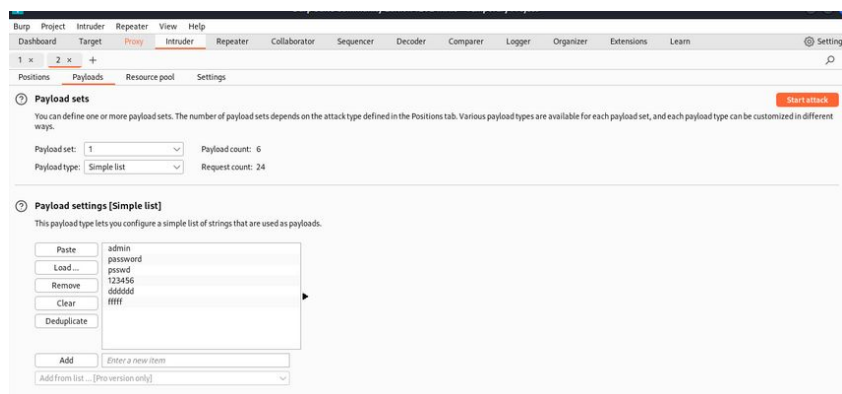 Burp Project Intruder Repeater View Help
Dashboard Target Proxy Intruder Repeater Collaborator Sequencer Decoder Comparer Logger Organizer Extensions Learn Setting
1 × 2 × +
Positions Payloads Resource pool Settings
Payload sets
Start attack
You can define one or more payload sets. The number of payload sets depends on the attack type defined in the Positions tab. Various payload types are available for each payload set, and each payload type can be customized in different
ways.
Payload set: 1 Payload count: 6
Payload type: Simple list Request count: 24
Payload settings [Simple list]
This payload type lets you configure a simple list of strings that are used as payloads.
Paste
Load ...
Remove
Clear
Deduplicate
admin
password
psswd
123456
dddddd
fffff
Add Enter a new item
Add from list ... [Pro version only]